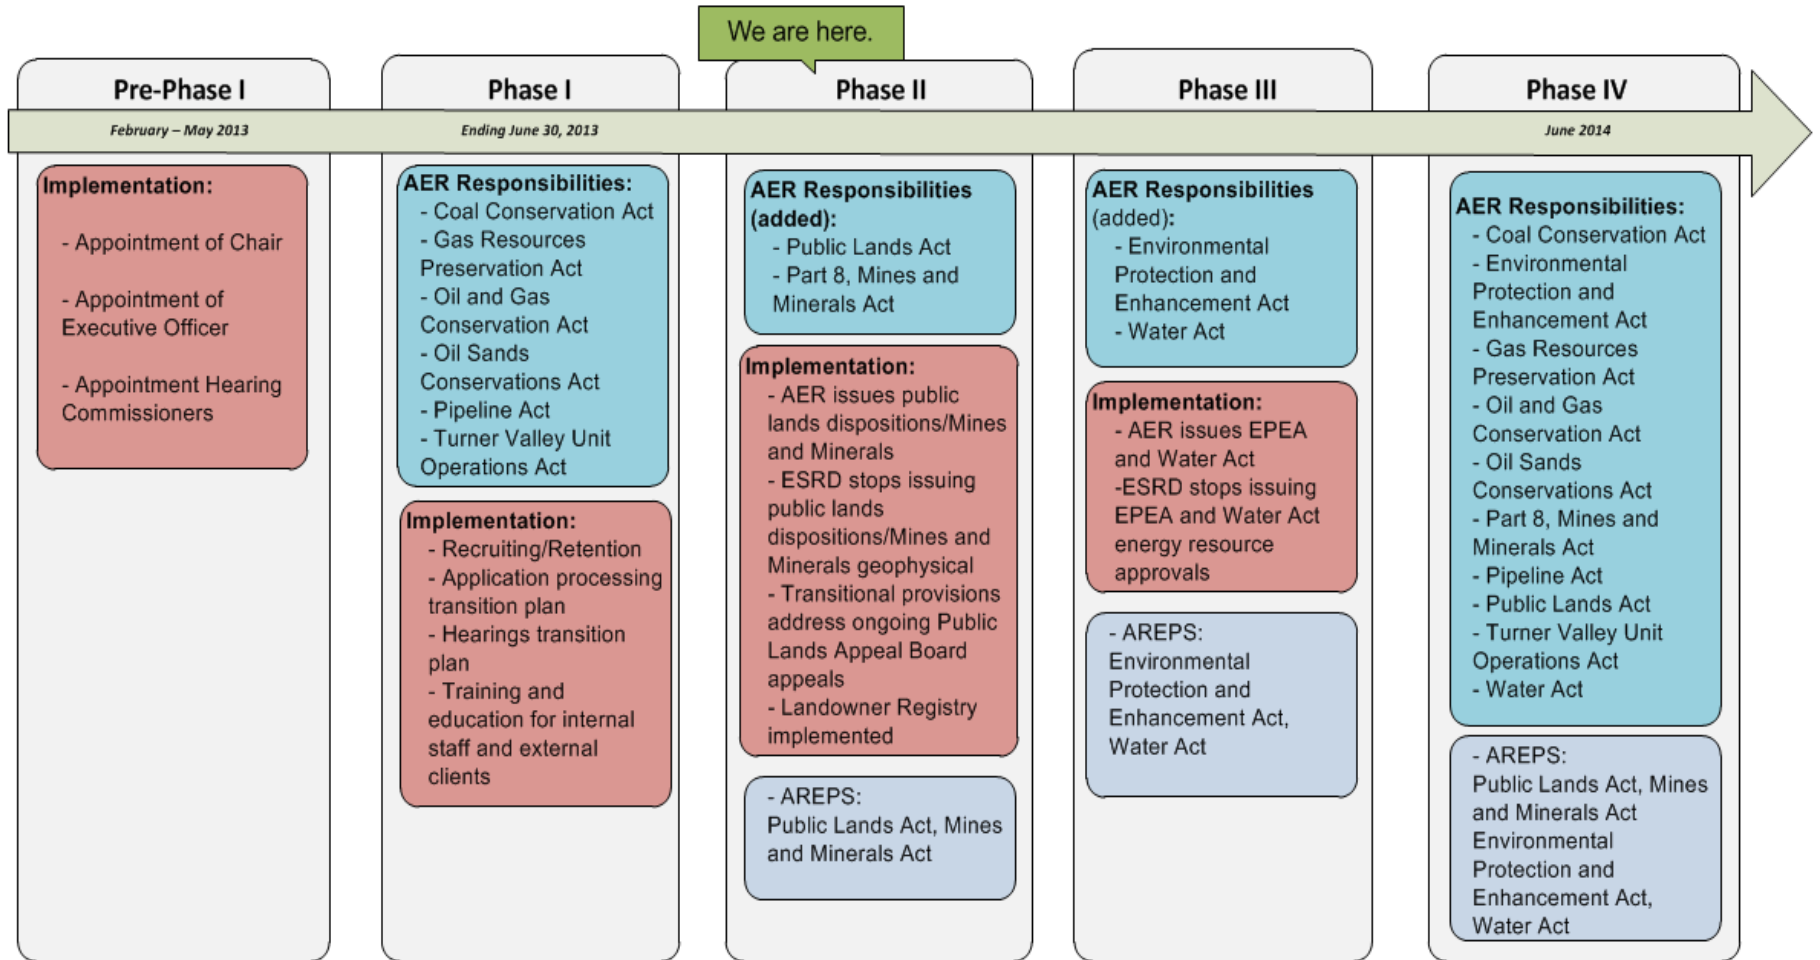 We are here.
Pre-Phase I
February – May 2013
Implementation:
- Appointment of Chair
- Appointment of
Executive Officer
- Appointment Hearing
Commissioners
Phase I
Ending June 30, 2013
AER Responsibilities:
- Coal Conservation Act
- Gas Resources
Preservation Act
- Oil and Gas
Conservation Act
- Oil Sands
Conservations Act
- Pipeline Act
- Turner Valley Unit
Operations Act
Implementation:
- Recruiting/Retention
- Application processing
transition plan
- Hearings transition
plan
- Training and
education for internal
staff and external
clients
Phase II
AER Responsibilities
(added):
- Public Lands Act
- Part 8, Mines and
Minerals Act
Implementation:
- AER issues public
lands dispositions/Mines
and Minerals
- ESRD stops issuing
public lands
dispositions/Mines and
Minerals geophysical
- Transitional provisions
address ongoing Public
Lands Appeal Board
appeals
- Landowner Registry
implemented
- AREPS:
Public Lands Act, Mines
and Minerals Act
Phase III
AER Responsibilities
(added):
- Environmental
Protection and
Enhancement Act
- Water Act
Implementation:
- AER issues EPEA
and Water Act
-ESRD stops issuing
EPEA and Water Act
energy resource
approvals
- AREPS:
Environmental
Protection and
Enhancement Act,
Water Act
Phase IV
June 2014
AER Responsibilities:
- Coal Conservation Act
- Environmental
Protection and
Enhancement Act
- Gas Resources
Preservation Act
- Oil and Gas
Conservation Act
- Oil Sands
Conservations Act
- Part 8, Mines and
Minerals Act
- Pipeline Act
- Public Lands Act
- Turner Valley Unit
Operations Act
- Water Act
- AREPS:
Public Lands Act, Mines
and Minerals Act
Environmental
Protection and
Enhancement Act,
Water Act